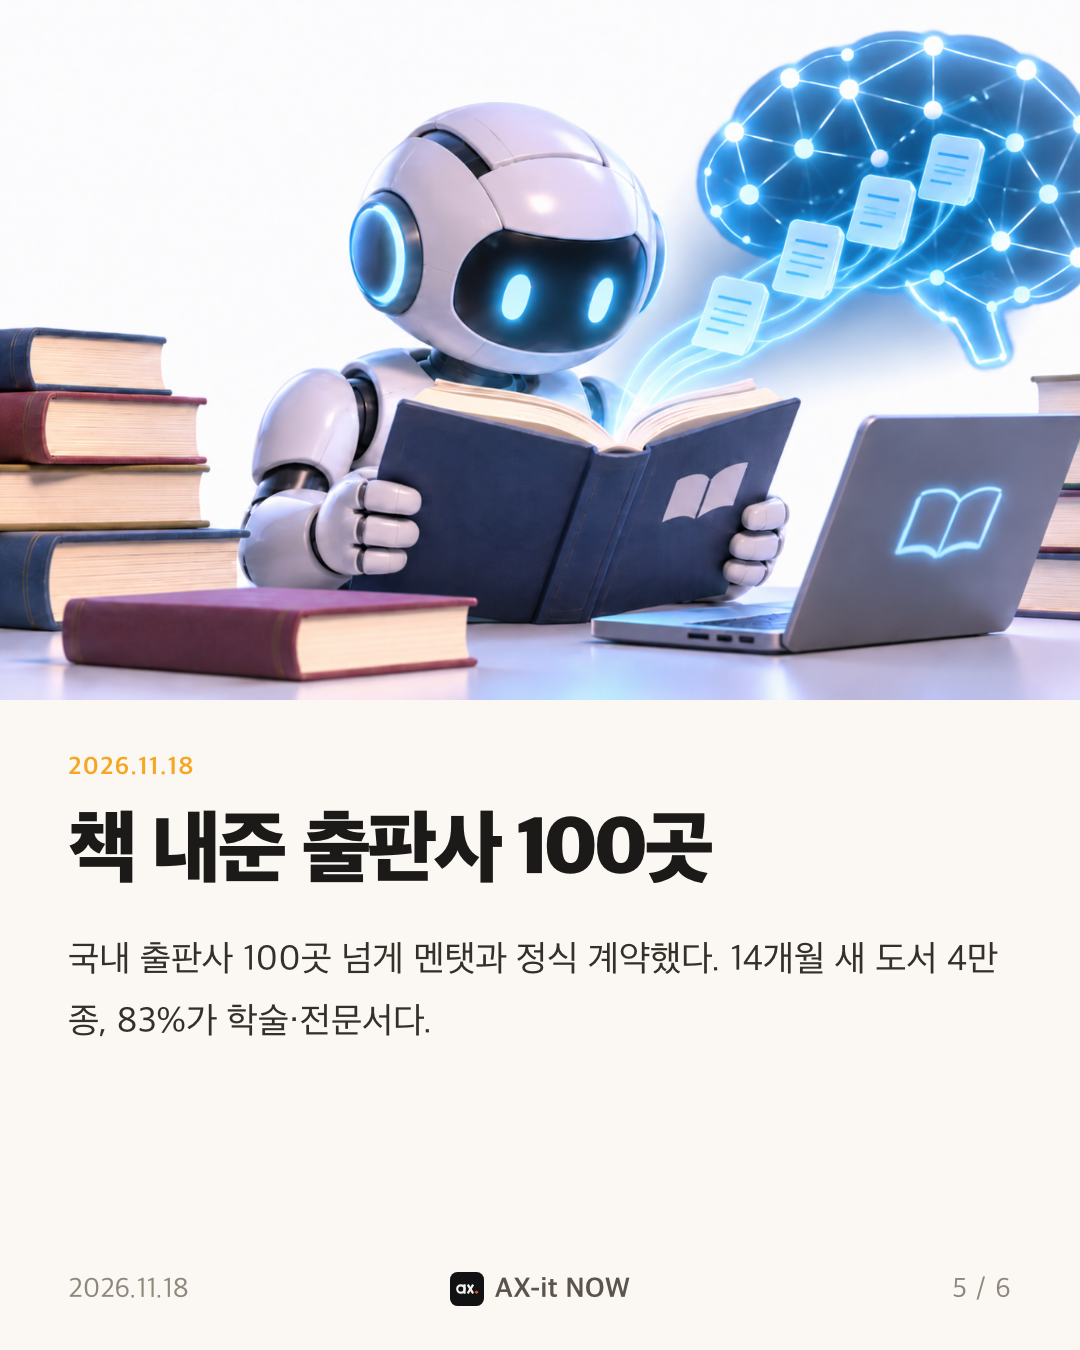 2026.11.18
책 내준 출판사 100곳
국내 출판사 100곳 넘게 멘탯과 정식 계약했다. 14개월 새 도서 4만
종, 83%가 학술·전문서다.
2026.11.18
ax. AX-it NOW
5 / 6